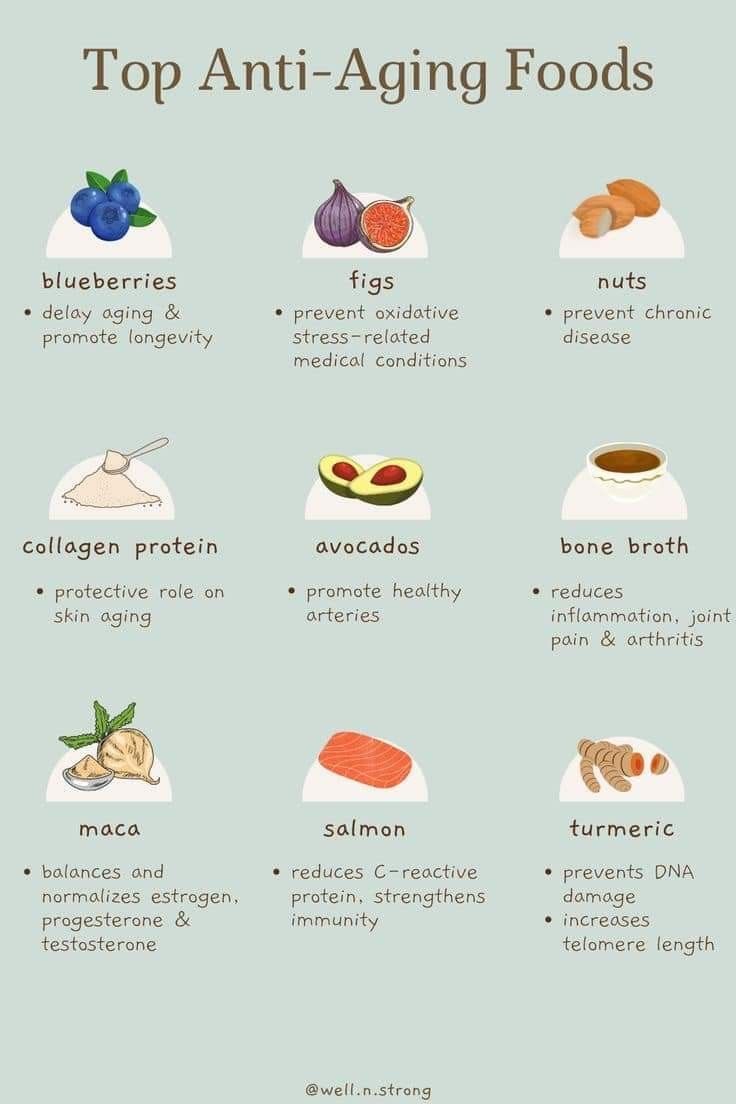 Top Anti-Aging Foods
blueberries
• delay aging &
promote longevity
figs
• prevent oxidative
stress-related
medical conditions
nuts
• prevent chronic
disease
collagen protein
• protective role on
skin aging
avocados
• promote healthy
arteries
bone broth
• reduces
inflammation, joint
pain & arthritis
maca
• balances and
normalizes estrogen,
progesterone &
testosterone
salmon
• reduces C-reactive
protein, strengthens
immunity
turmeric
• prevents DNA
damage
• increases
telomere length
@well.n.strong